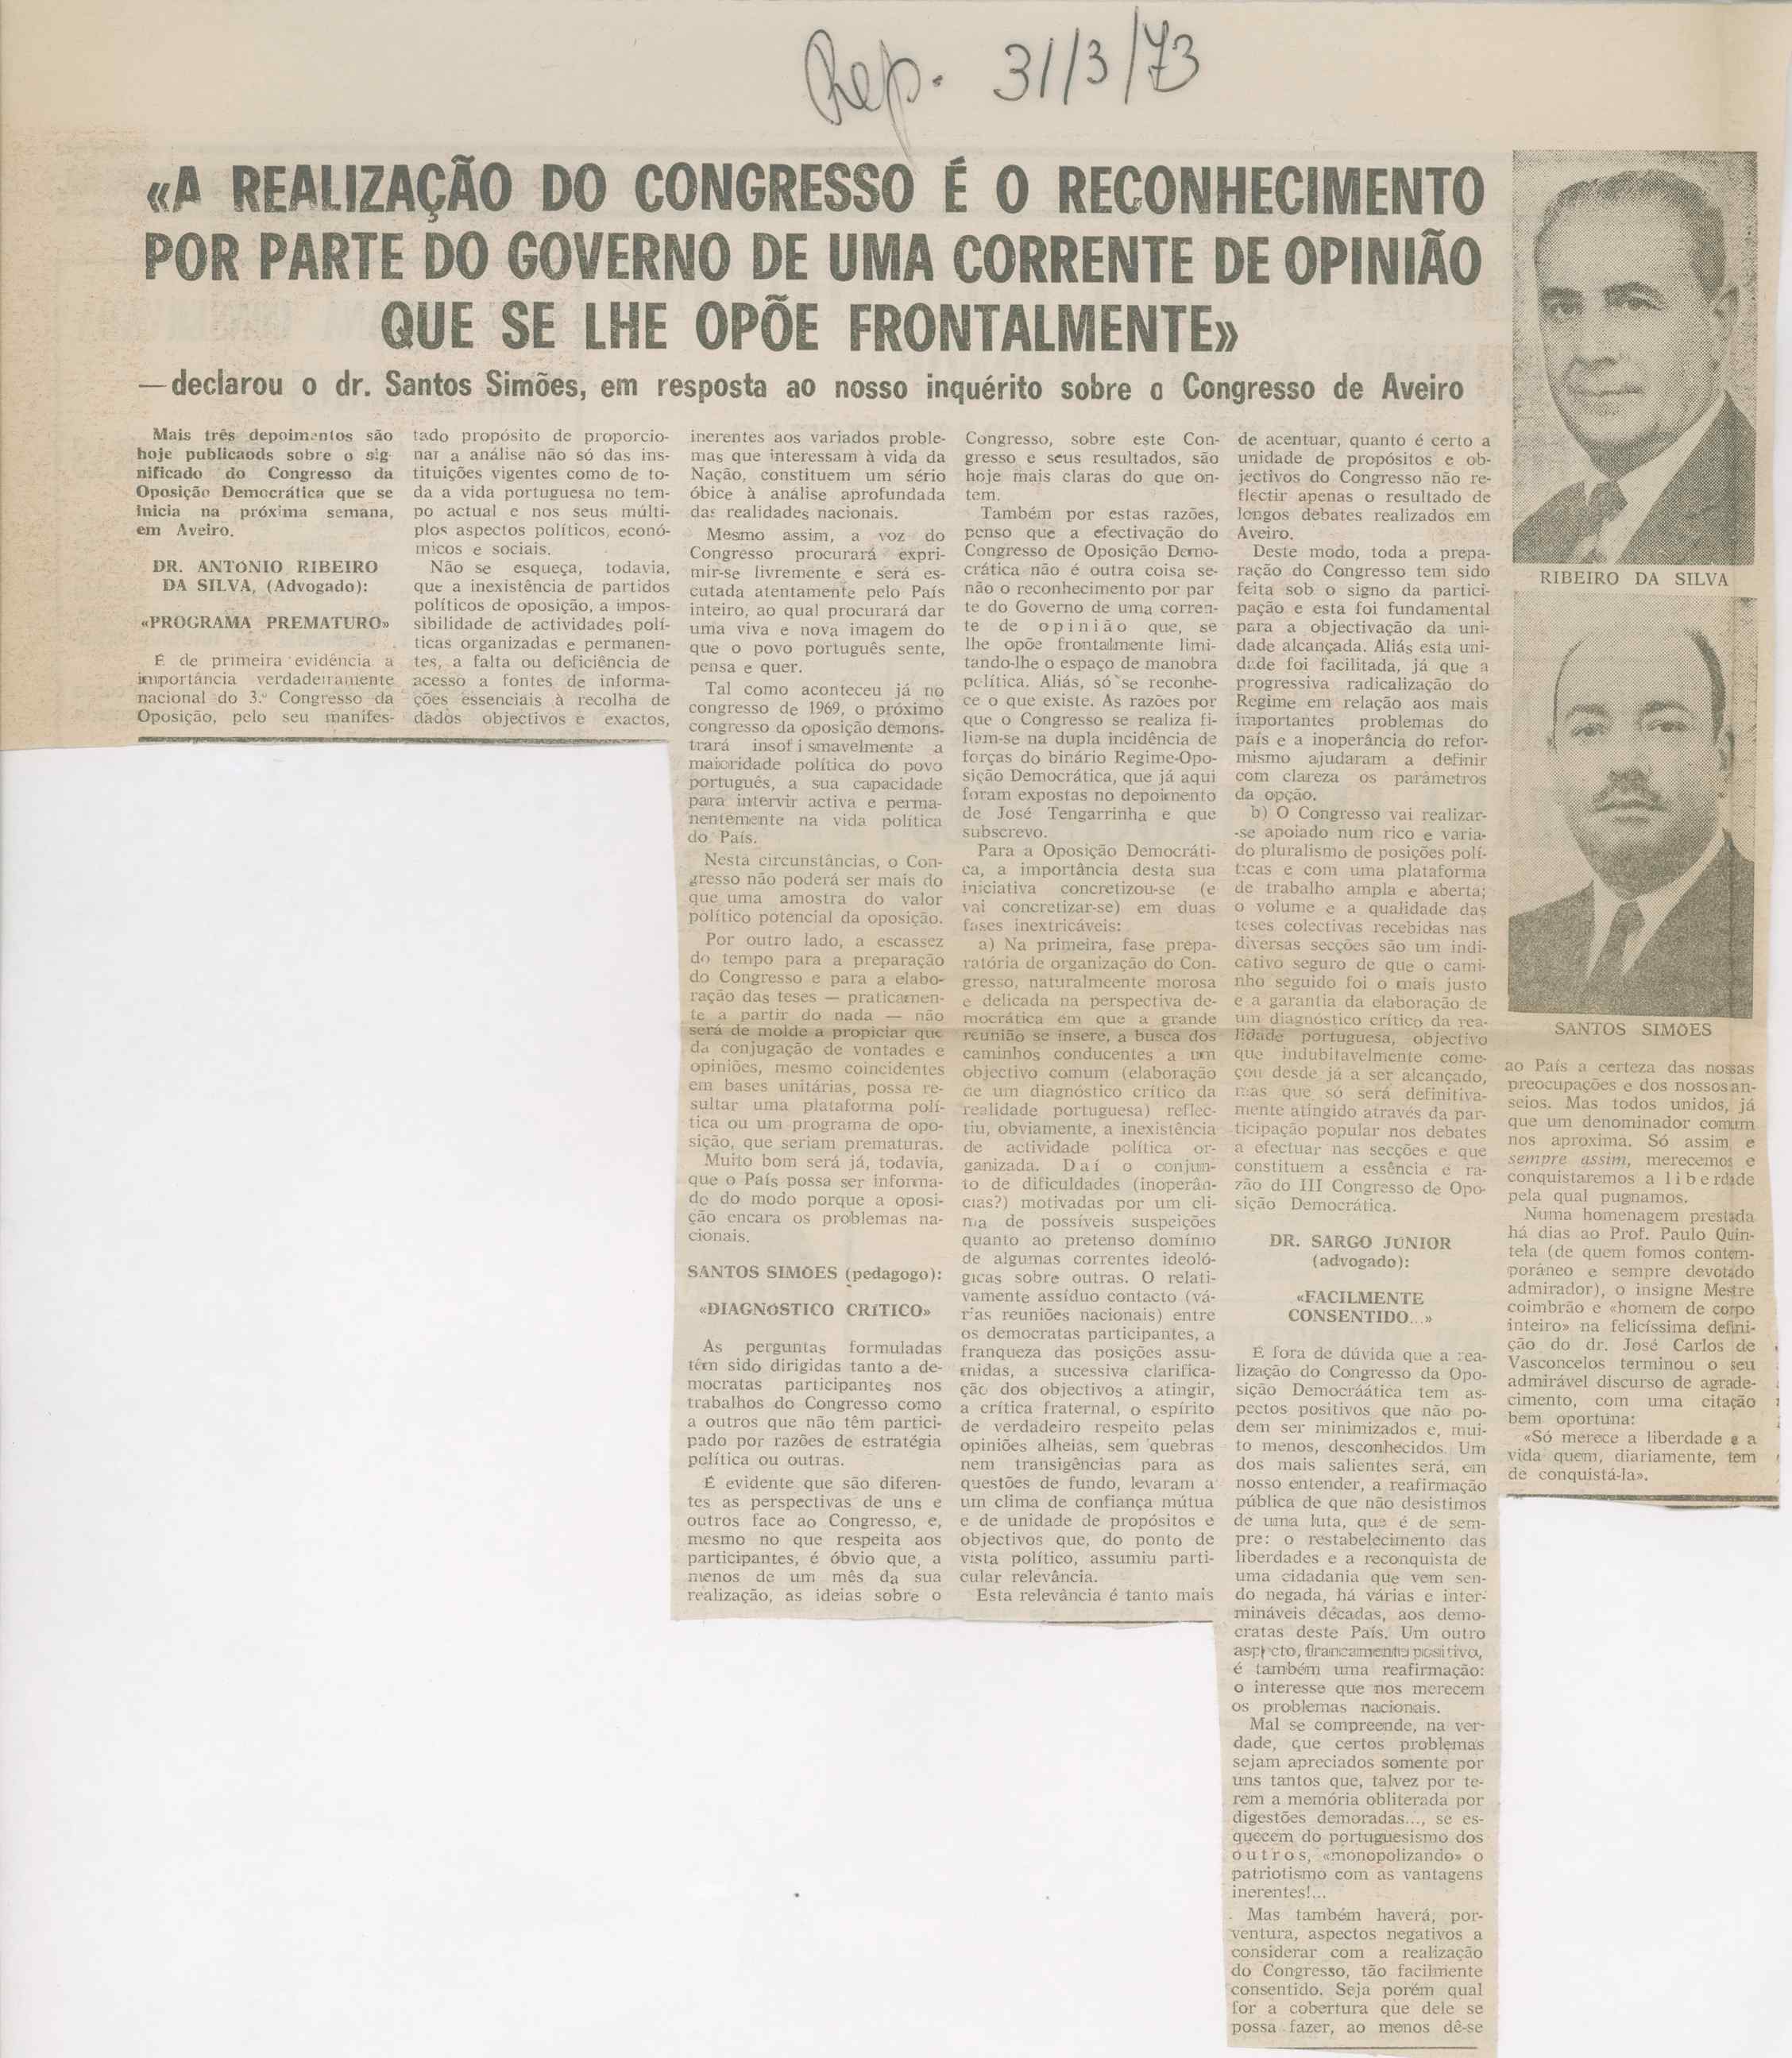 Rep. 31/3/73
«A REALIZAÇÃO DO CONGRESSO É O RECONHECIMENTO
POR PARTE DO GOVERNO DE UMA CORRENTE DE OPINIÃO
QUE SE LHE OPÕE FRONTALMENTE»
—declarou o dr. Santos Simões, em resposta ao nosso inquérito sobre o Congresso de Aveiro
Mais três depoimentos são
hoje publicaods sobre o sig-
nificado do Congresso da
Oposição Democrática que se
inicia na próxima semana,
em Aveiro.
DR. ANTÓNIO RIBEIRO
DA SILVA, (Advogado):
«PROGRAMA PREMATURO»
É de primeira evidência a
importância verdadeiramente
nacional do 3.º Congresso da
Oposição, pelo seu manifes-
tado propósito de proporcio-
nar a análise não só das ins-
tituições vigentes como de to-
da a vida portuguesa no tem-
po actual e nos seus múlti-
plos aspectos políticos, econó-
micos e sociais.
Não se esqueça, todavia,
que a inexistência de partidos
políticos de oposição, a impos-
sibilidade de actividades polí-
ticas organizadas e permanen-
tes, a falta ou deficiência de
acesso a fontes de informa-
ções essenciais à recolha de
dados objectivos e exactos,
inerentes aos variados proble-
mas que interessam à vida da
Nação, constituem um sério
óbice à análise aprofundada
das realidades nacionais.
Mesmo assim, a voz do
Congresso procurará expri-
mir-se livremente e será es-
cutada atentamente pelo País
inteiro, ao qual procurará dar
uma viva e nova imagem do
que o povo português sente,
pensa e quer.
Tal como aconteceu já no
congresso de 1969, o próximo
congresso da oposição demons-
trará insofismavelmente a
maioridade política do povo
português, a sua capacidade
para intervir activa e perma-
nentemente na vida política
do País.
Nesta circunstâncias, o Con-
gresso não poderá ser mais do
que uma amostra do valor
político potencial da oposição.
Por outro lado, a escassez
do tempo para a preparação
do Congresso e para a elabo-
ração das teses — praticamen-
te a partir do nada — não
será de molde a propiciar que
da conjugação de vontades e
opiniões, mesmo coincidentes
em bases unitárias, possa re-
sultar uma plataforma polí-
tica ou um programa de opo-
sição, que seriam prematuras.
Muito bom será já, todavia,
que o País possa ser informa-
do do modo porque a oposi-
ção encara os problemas na-
cionais.
SANTOS SIMÕES (pedagogo):
«DIAGNÓSTICO CRÍTICO»
As perguntas formuladas
têm sido dirigidas tanto a de-
mocratas participantes nos
trabalhos do Congresso como
a outros que não têm partici-
pado por razões de estratégia
política ou outras.
É evidente que são diferen-
tes as perspectivas de uns e
outros face ao Congresso, e,
mesmo no que respeita aos
participantes, é óbvio que, a
menos de um mês da sua
realização, as ideias sobre o
Congresso, sobre este Con-
gresso e seus resultados, são
hoje mais claras do que on-
tem.
Também por estas razões,
penso que a efectivação do
Congresso de Oposição Demo-
crática não é outra coisa se-
não o reconhecimento por par
te do Governo de uma corren-
te de opinião que, se
lhe opõe frontalmente limi-
tando-lhe o espaço de manobra
política. Aliás, só se reconhe-
ce o que existe. As razões por
que o Congresso se realiza fi-
liam-se na dupla incidência de
forças do binário Regime-Opo-
sição Democrática, que já aqui
foram expostas no depoimento
de José Tengarrinha e que
subscrevo.
Para a Oposição Democráti-
ca, a importância desta sua
iniciativa concretizou-se (e
vai concretizar-se) em duas
fases inextricáveis:
a) Na primeira, fase prepa-
ratória de organização do Con-
gresso, naturalmeente morosa
e delicada na perspectiva de-
mocrática em que a grande
reunião se insere, a busca dos
caminhos conducentes a um
objectivo comum (elaboração
de um diagnóstico crítico da
realidade portuguesa) reflec-
tiu, obviamente, a inexistência
de actividade política or-
ganizada. Daí o conjun-
to de dificuldades (inoperân-
cias?) motivadas por um cli-
ma de possíveis suspeições
quanto ao pretenso domínio
de algumas correntes ideoló-
gicas sobre outras. O relati-
vamente assíduo contacto (vá-
rias reuniões nacionais) entre
os democratas participantes, a
franqueza das posições assu-
midas, a sucessiva clarifica-
ção dos objectivos a atingir,
a crítica fraternal, o espírito
de verdadeiro respeito pelas
opiniões alheias, sem quebras
nem transigências para as
questões de fundo, levaram a
um clima de confiança mútua
e de unidade de propósitos e
objectivos que, do ponto de
vista político, assumiu parti-
cular relevância.
Esta relevância é tanto mais
de acentuar, quanto é certo a
unidade de propósitos e ob-
jectivos do Congresso não re-
flectir apenas o resultado de
longos debates realizados em
Aveiro.
Deste modo, toda a prepa-
ração do Congresso tem sido
feita sob o signo da partici-
pação e esta foi fundamental
para a objectivação da uni-
dade alcançada. Aliás esta uni-
dade foi facilitada, já que a
progressiva radicalização do
Regime em relação aos mais
importantes problemas do
país e a inoperância do refor-
mismo ajudaram a definir
com clareza os parâmetros
da opção.
b) O Congresso vai realizar-
-se apoiado num rico e varia-
do pluralismo de posições polí-
ticas e com uma plataforma
de trabalho ampla e aberta;
o volume e a qualidade das
teses colectivas recebidas nas
diversas secções são um indi-
cativo seguro de que o cami-
nho seguido foi o mais justo
e a garantia da elaboração de
um diagnóstico crítico da rea-
lidade portuguesa, objectivo
que indubitavelmente come-
çou desde já a ser alcançado,
mas que só será definitiva-
mente atingido através da par-
ticipação popular nos debates
a efectuar nas secções e que
constituem a essência e ra-
zão do III Congresso de Opo-
sição Democrática.
DR. SARGO JÚNIOR
(advogado):
«FACILMENTE
CONSENTIDO...»
É fora de dúvida que a rea-
lização do Congresso da Opo-
sição Democráática tem as-
pectos positivos que não po-
dem ser minimizados e, mui-
to menos, desconhecidos. Um
dos mais salientes será, em
nosso entender, a reafirmação
pública de que não desistimos
de uma luta, que é de sem-
pre: o restabelecimento das
liberdades e a reconquista de
uma cidadania que vem sen-
do negada, há várias e inter-
mináveis décadas, aos demo-
cratas deste País. Um outro
aspecto, francamente positivo,
é também uma reafirmação:
o interesse que nos merecem
os problemas nacionais.
Mal se compreende, na ver-
dade, que certos problemas
sejam apreciados somente por
uns tantos que, talvez por te-
rem a memória obliterada por
digestões demoradas..., se es-
quecem do portuguesismo dos
outros, «monopolizando» o
patriotismo com as vantagens
inerentes!...
Mas também haverá, por-
ventura, aspectos negativos a
considerar com a realização
do Congresso, tão facilmente
consentido. Seja porém qual
for a cobertura que dele se
possa fazer, ao menos dê-se
RIBEIRO DA SILVA
SANTOS SIMÕES
ao País a certeza das nossas
preocupações e dos nossos an-
seios. Mas todos unidos, já
que um denominador comum
nos aproxima. Só assim, e
sempre assim, merecemos e
conquistaremos a liberdade
pela qual pugnamos.
Numa homenagem prestada
há dias ao Prof. Paulo Quin-
tela (de quem fomos contem-
porâneo e sempre devotado
admirador), o insigne Mestre
coimbrão e «homem de corpo
inteiro» na felicíssima defini-
ção do dr. José Carlos de
Vasconcelos terminou o seu
admirável discurso de agrade-
cimento, com uma citação
bem oportuna:
«Só merece a liberdade e a
vida quem, diariamente, tem
de conquistá-la».